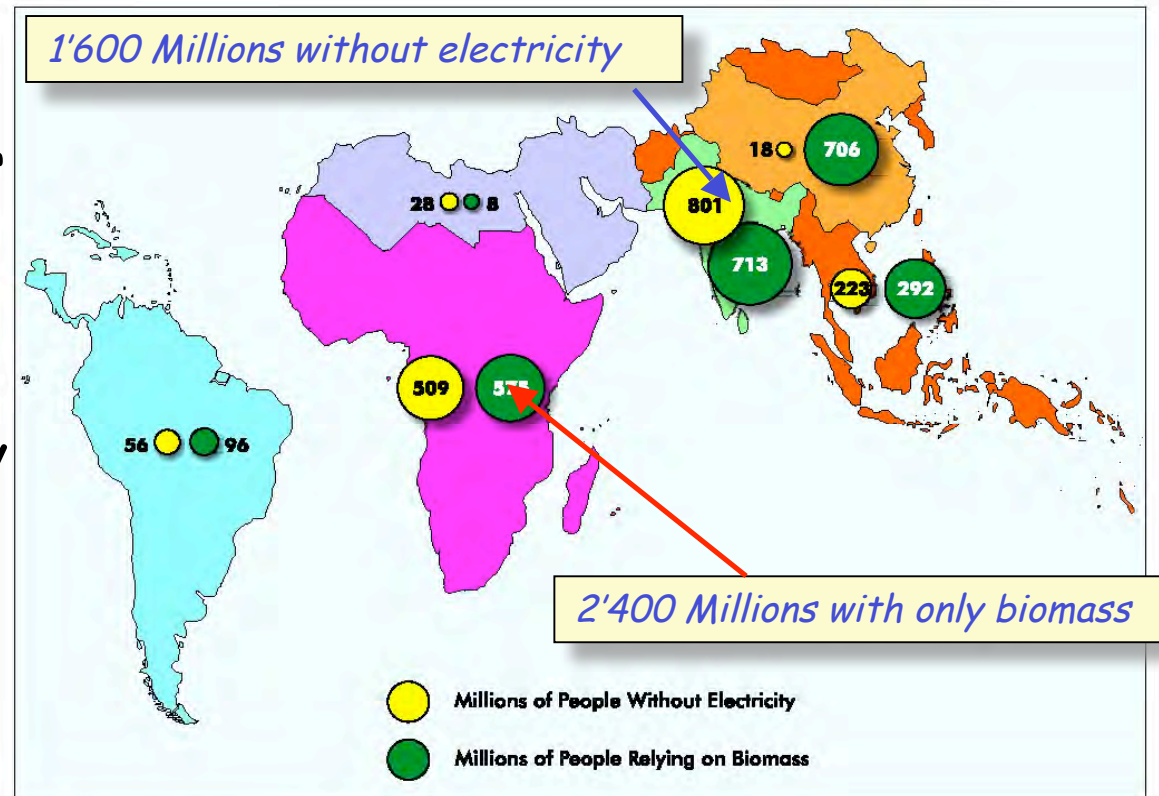 1'600 Millions without electricity
18
706
801
28
8
713
223
292
509
56
96
2'400 Millions with only biomass
Millions of People Without Electricity
Millions of People Relying on Biomass